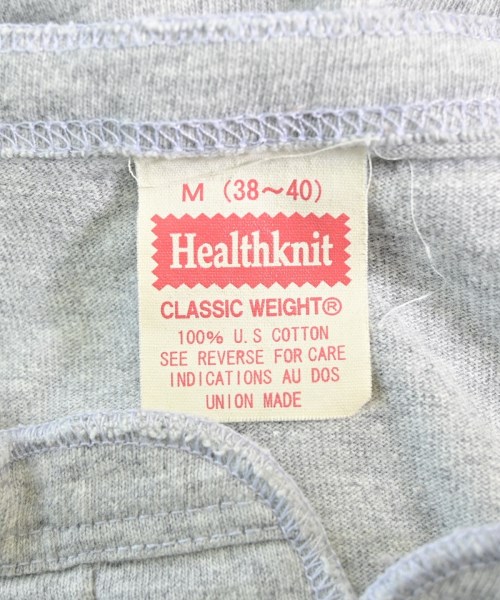 M (38~40)
Healthknit
CLASSIC WEIGHT®
100% U.S COTTON
SEE REVERSE FOR CARE
INDICATIONS AU DOS
UNION MADE